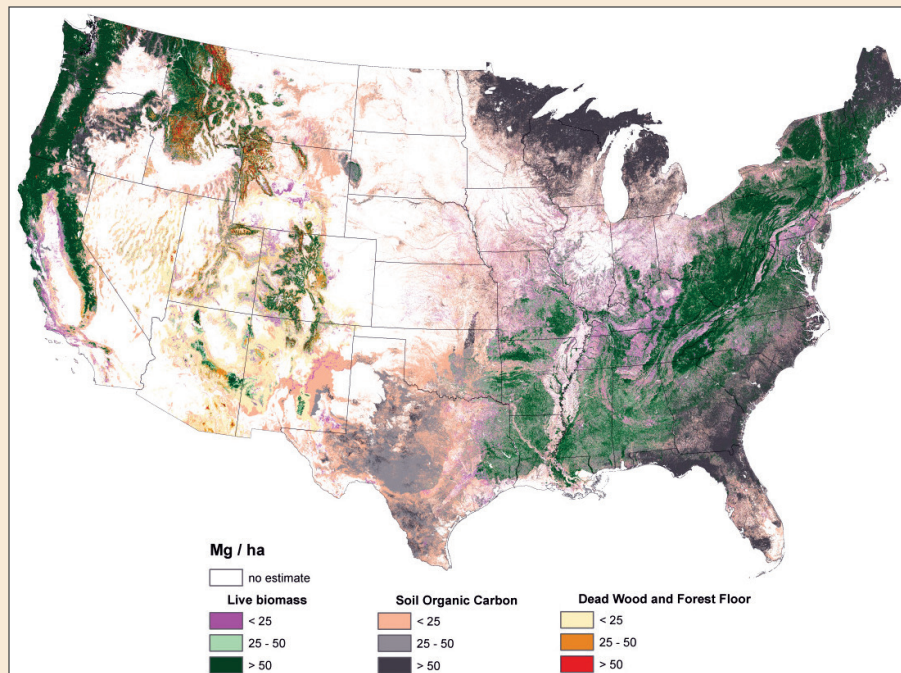 Mg / ha
no estimate
Live biomass
< 25
25 - 50
> 50
Soil Organic Carbon
< 25
25 - 50
> 50
Dead Wood and Forest Floor
< 25
25 - 50
> 50